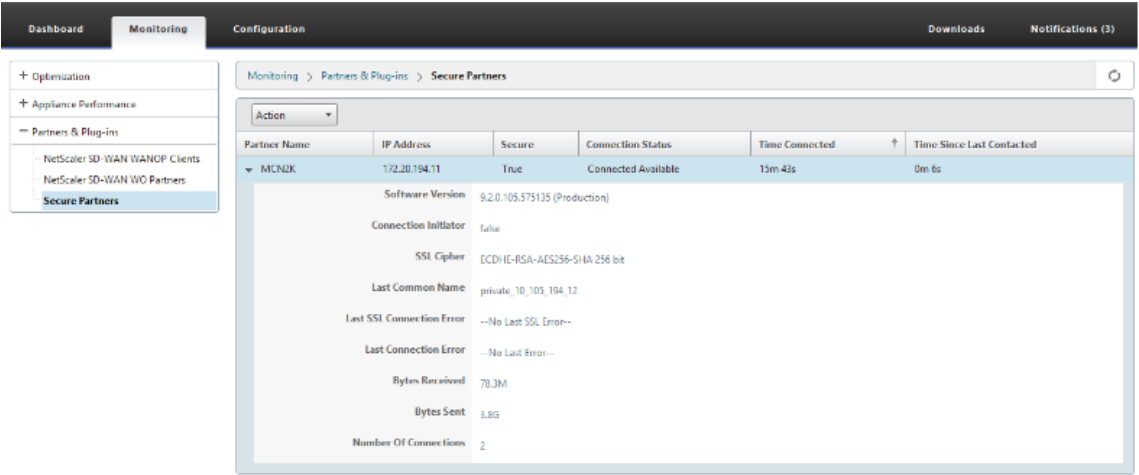 Dashboard Monitoring Configuration Downloads Notifications (3)
+ Optimization
+ Appliance Performance
− Partners & Plug-ins
NetScaler SD-WAN WANOP Clients
NetScaler SD-WAN WO Partners
Secure Partners
Monitoring > Partners & Plug-ins > Secure Partners
Action
Partner Name IP Address Secure Connection Status Time Connected ↑ Time Since Last Contacted
MCN2K 172.20.194.11 True Connected Available 15m 43s 0m 6s
Software Version 9.2.0.105.575135 (Production)
Connection Initiator false
SSL Cipher ECDHE-RSA-AES256-SHA 256 bit
Last Common Name private_10_105_194_12
Last SSL Connection Error --No Last SSL Error--
Last Connection Error --No Last Error--
Bytes Received 78.3M
Bytes Sent 3.8G
Number Of Connections 2